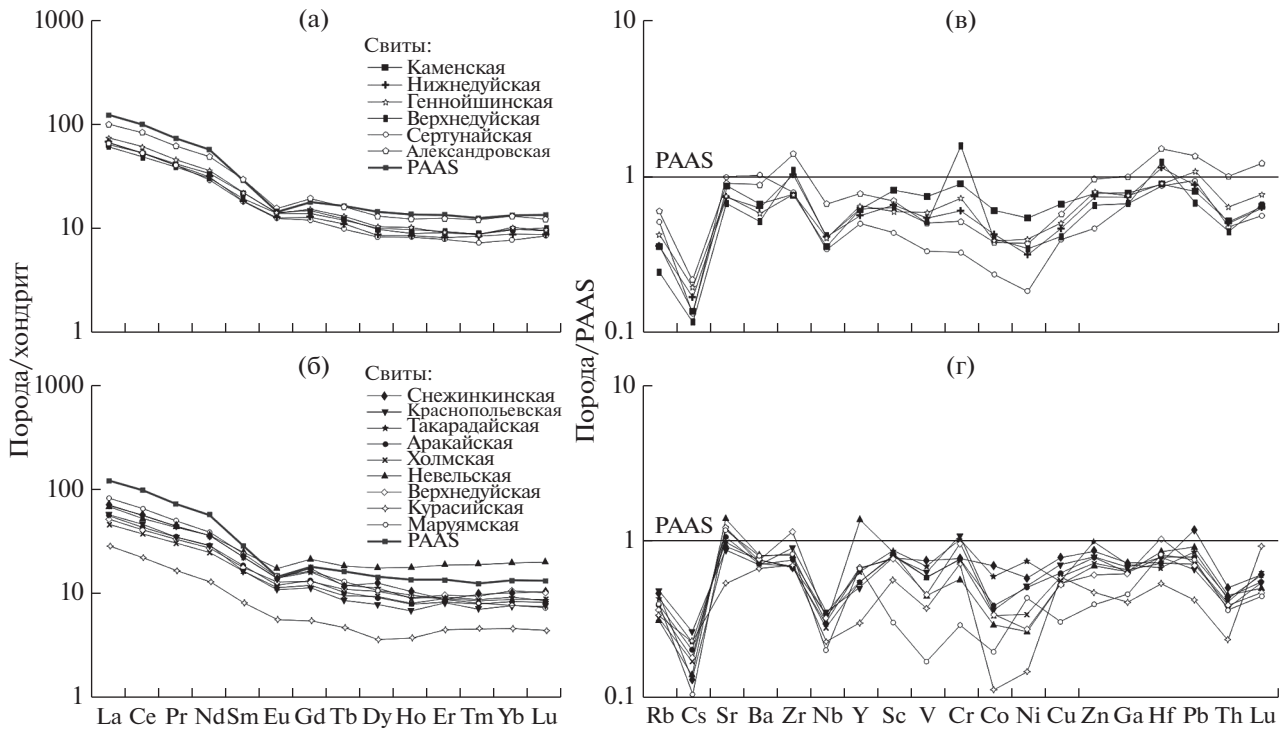 (а)
1000
100
10
1
Свиты:
Каменская
Нижнедуйская
Геннойшинская
Верхнедуйская
Сертунайская
Александровская
PAAS
(в)
10
1
0.1
PAAS
Порода/хондрит
Порода/PAAS
(б)
1000
100
10
1
Свиты:
Снежинкинская
Краснопольевская
Такарадайская
Аракайская
Холмская
Невельская
Верхнедуйская
Курасийская
Маруямская
PAAS
La Ce Pr Nd Sm Eu Gd Tb Dy Ho Er Tm Yb Lu
(г)
10
1
0.1
PAAS
Rb Cs Sr Ba Zr Nb Y Sc V Cr Co Ni Cu Zn Ga Hf Pb Th Lu